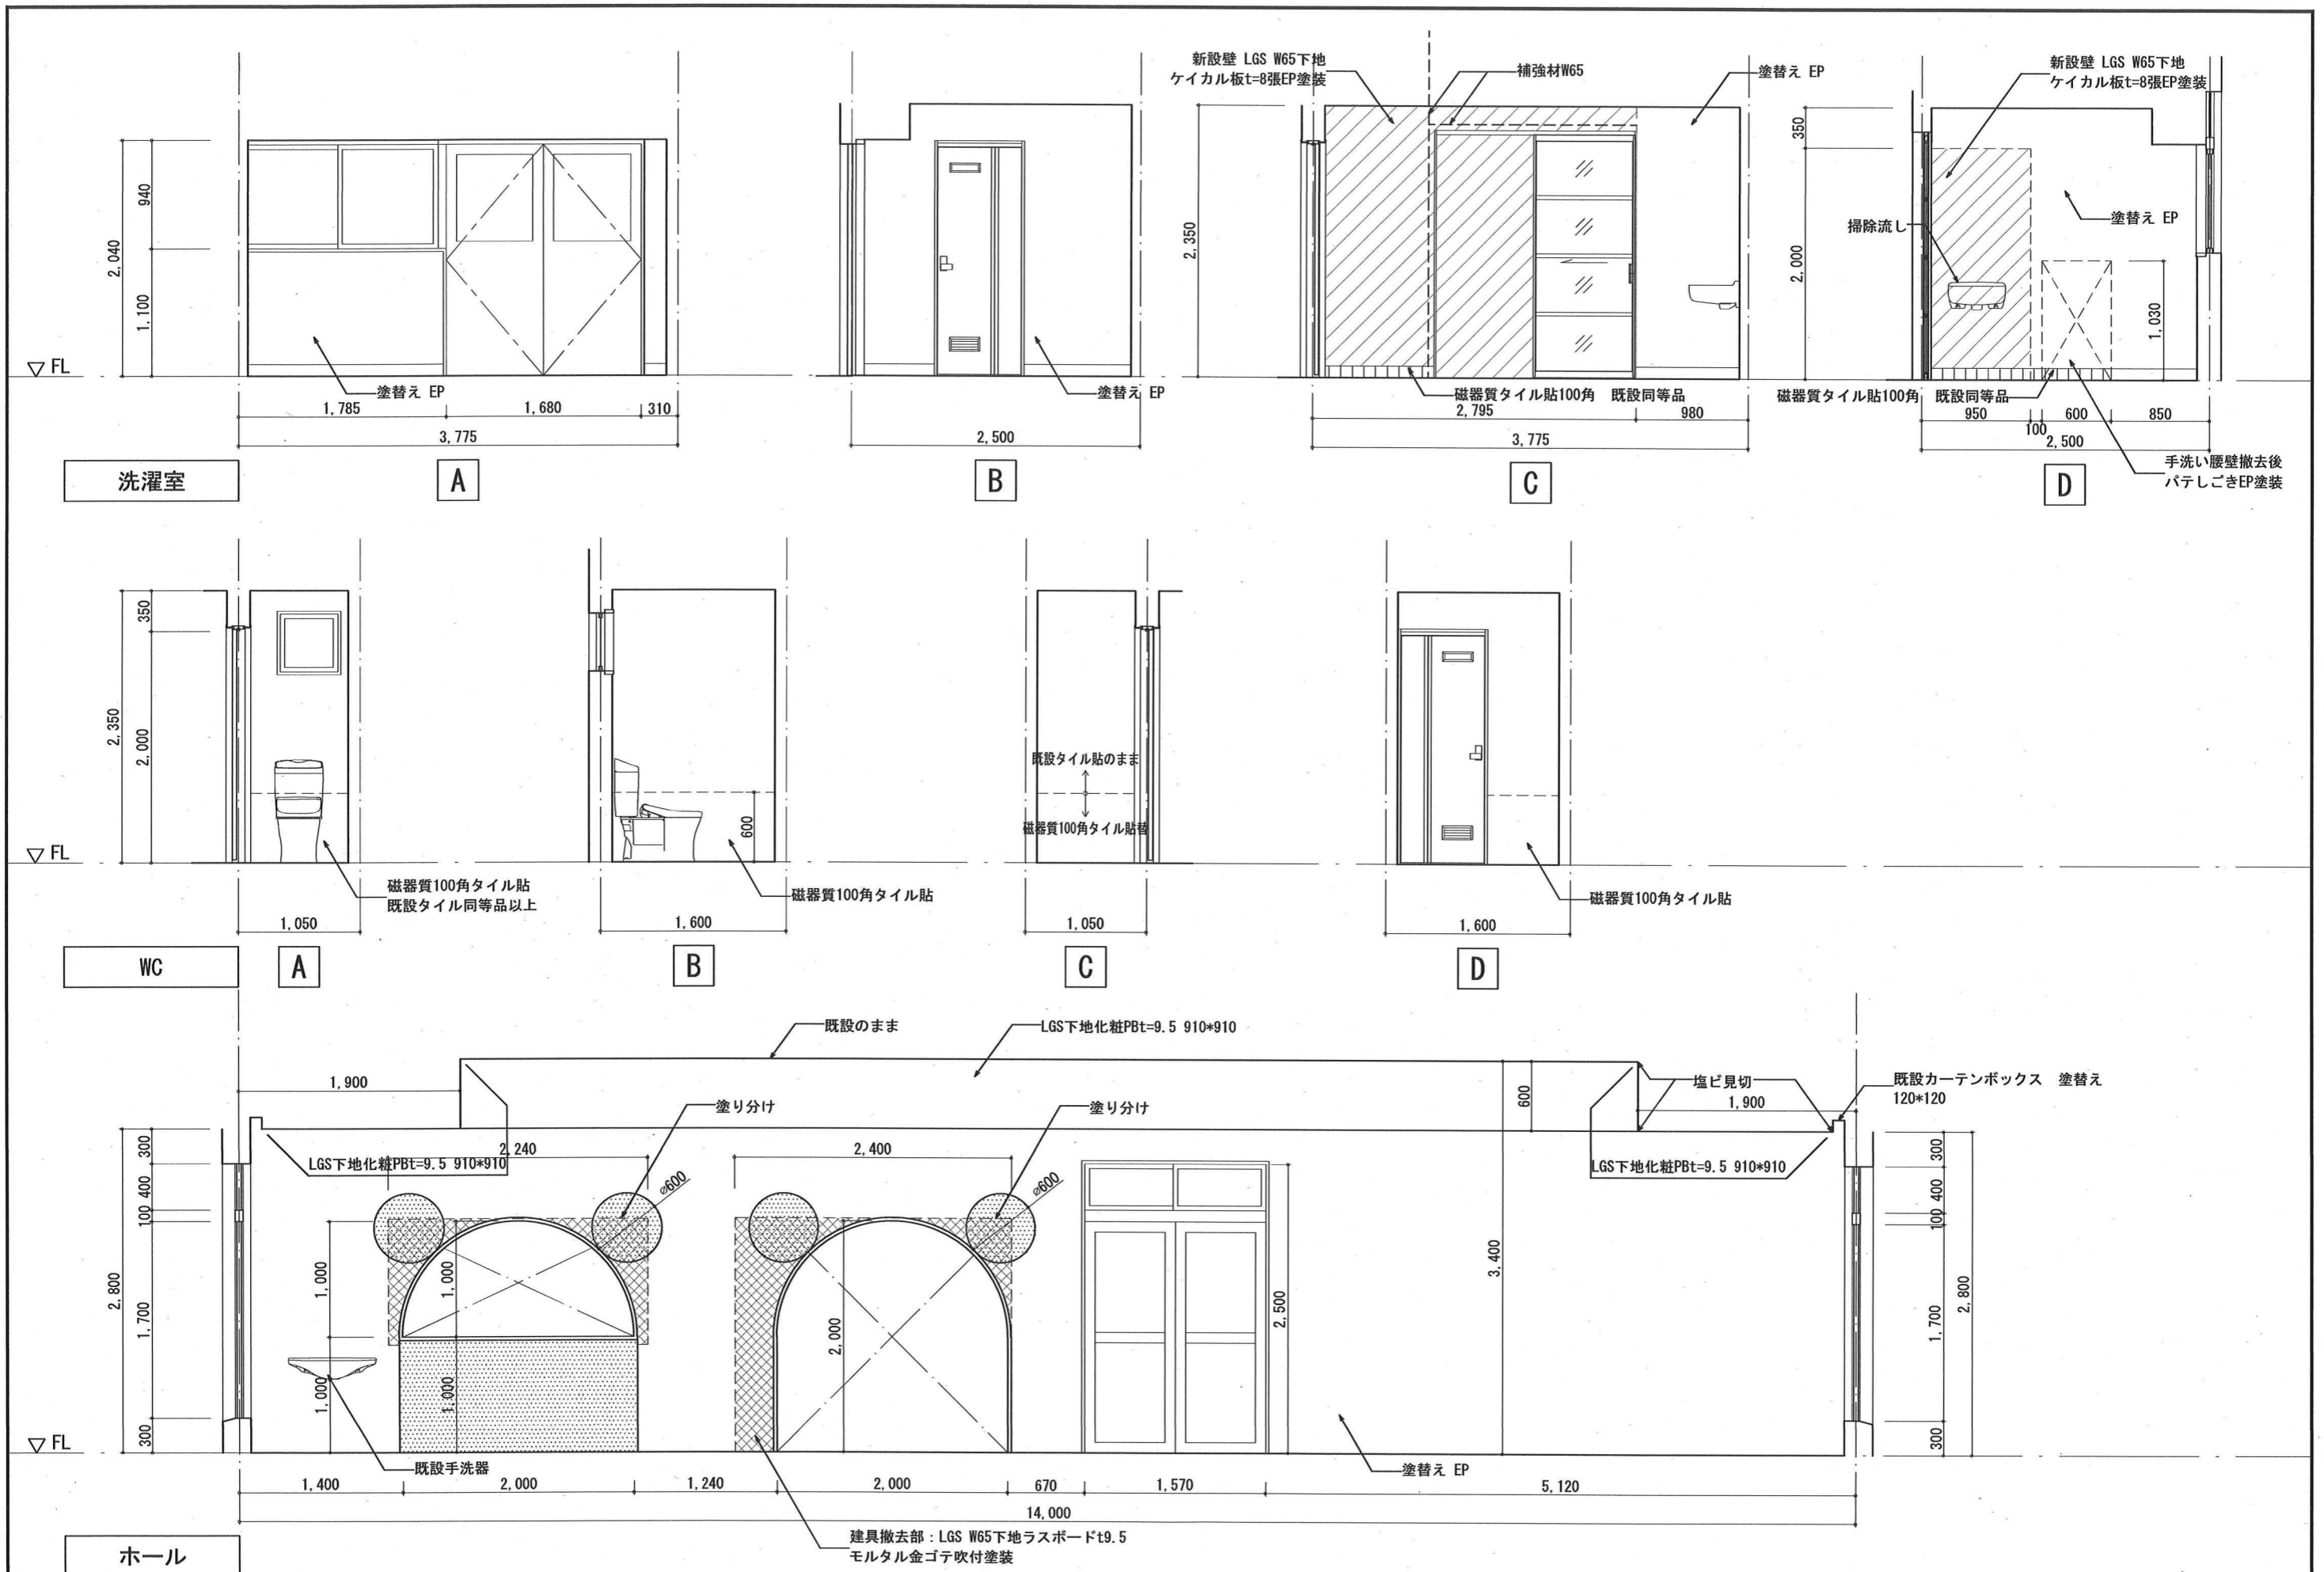 新設壁 LGS W65下地
ケイカル板t=8張EP塗装
補強材W65
塗替え EP
新設壁 LGS W65下地
ケイカル板t=8張EP塗装
940
2,040
1,100
▽ FL
塗替え EP
1,785
1,680
310
3,775
塗替え EP
2,500
2,350
磁器質タイル貼100角 既設同等品
2,795
980
3,775
350
2,000
掃除流し
塗替え EP
1,030
磁器質タイル貼100角 既設同等品
950
100
600
850
2,500
手洗い腰壁撤去後
パテしごきEP塗装
洗濯室
A
B
C
D
350
2,350
2,000
▽ FL
磁器質100角タイル貼
既設タイル同等品以上
1,050
600
磁器質100角タイル貼
1,600
既設タイル貼のまま
磁器質100角タイル貼替
1,050
磁器質100角タイル貼
1,600
WC
A
B
C
D
既設のまま
LGS下地化粧PBt=9.5 910*910
1,900
塗り分け
塗り分け
600
塩ビ見切
1,900
既設カーテンボックス 塗替え
120*120
300
400
100
2,800
1,700
300
LGS下地化粧PBt=9.5 910*910
2,240
2,400
ø600
ø600
LGS下地化粧PBt=9.5 910*910
1,000
1,000
1,000
1,000
2,000
2,500
3,400
300
400
100
1,700
2,800
300
▽ FL
既設手洗器
塗替え EP
1,400
2,000
1,240
2,000
670
1,570
5,120
14,000
建具撤去部：LGS W65下地ラスボードt9.5
モルタル金ゴテ吹付塗装
ホール